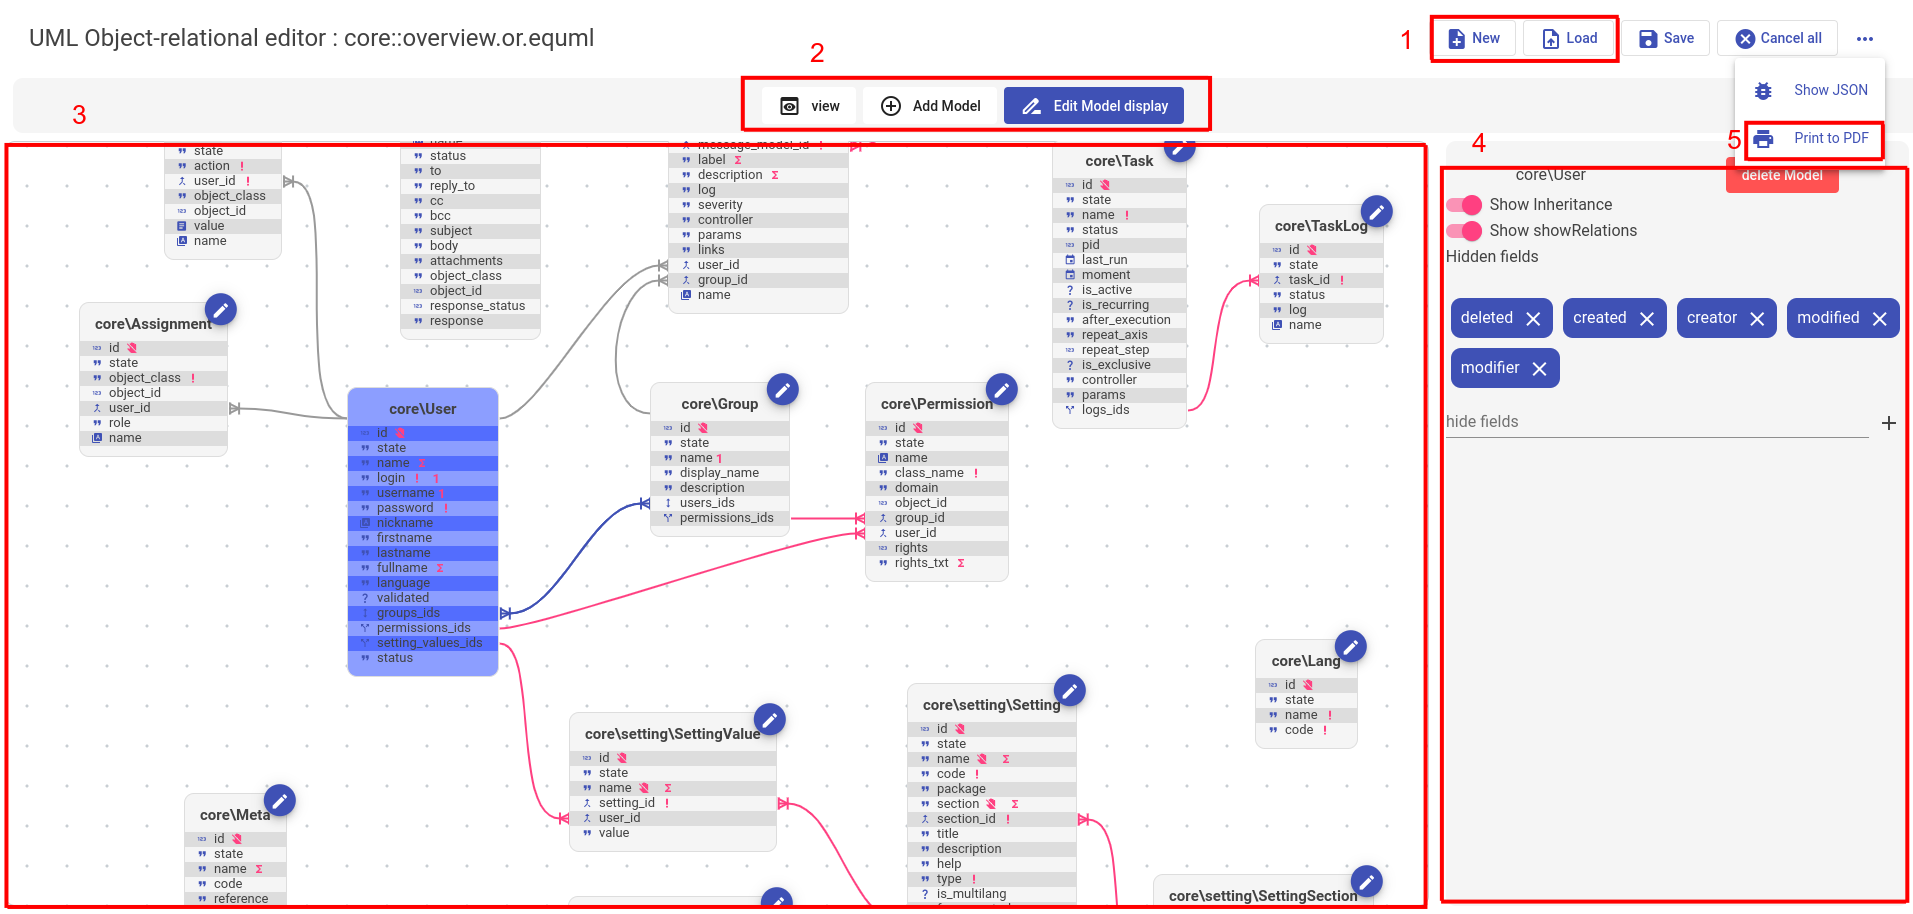 UML Object-relational editor : core::overview.or.equml
1
New
Load
Save
Cancel all
2
view
Add Model
Edit Model display
Show JSON
5
Print to PDF
3
state
action !
user_id !
object_class
object_id
value
name
status
to
reply_to
cc
bcc
subject
body
attachments
object_class
object_id
response_status
response
message_model_id !
label Σ
description Σ
log
severity
controller
params
links
user_id
group_id
name
core\Task
id
state
name !
status
pid
last_run
moment
is_active
is_recurring
after_execution
repeat_axis
repeat_step
is_exclusive
controller
params
logs_ids
core\TaskLog
id
state
task_id !
status
log
name
core\Assignment
id
state
object_class !
object_id
user_id
role
name
core\User
id
state
name Σ
login ! 1
username 1
password !
nickname
firstname
lastname
fullname Σ
language
validated
groups_ids
permissions_ids
setting_values_ids
status
core\Group
id
state
name 1
display_name
description
users_ids
permissions_ids
core\Permission
id
state
name
class_name !
domain
object_id
group_id
user_id
rights
rights_txt Σ
core\Lang
id
state
name !
code !
core\setting\SettingValue
id
state
name Σ
setting_id !
user_id
value
core\setting\Setting
id
state
name Σ
code !
package
section Σ
section_id !
title
description
help
type !
is_multilang
core\Meta
id
state
name Σ
code
reference
core\setting\SettingSection
4
core\User
delete Model
Show Inheritance
Show showRelations
Hidden fields
deleted
created
creator
modified
modifier
hide fields